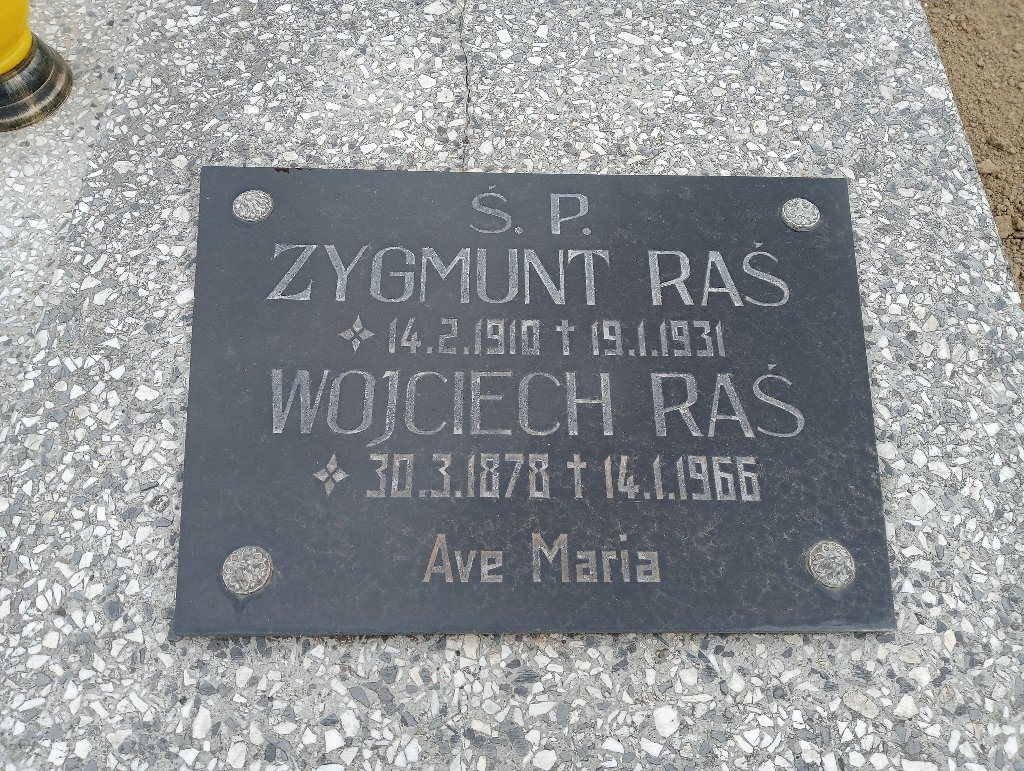 Ś. P.
ZYGMUNT RAŚ
14.2.1910 † 19.1.1931
WOJCIECH RAŚ
30.3.1878 † 14.1.1966
Ave Maria